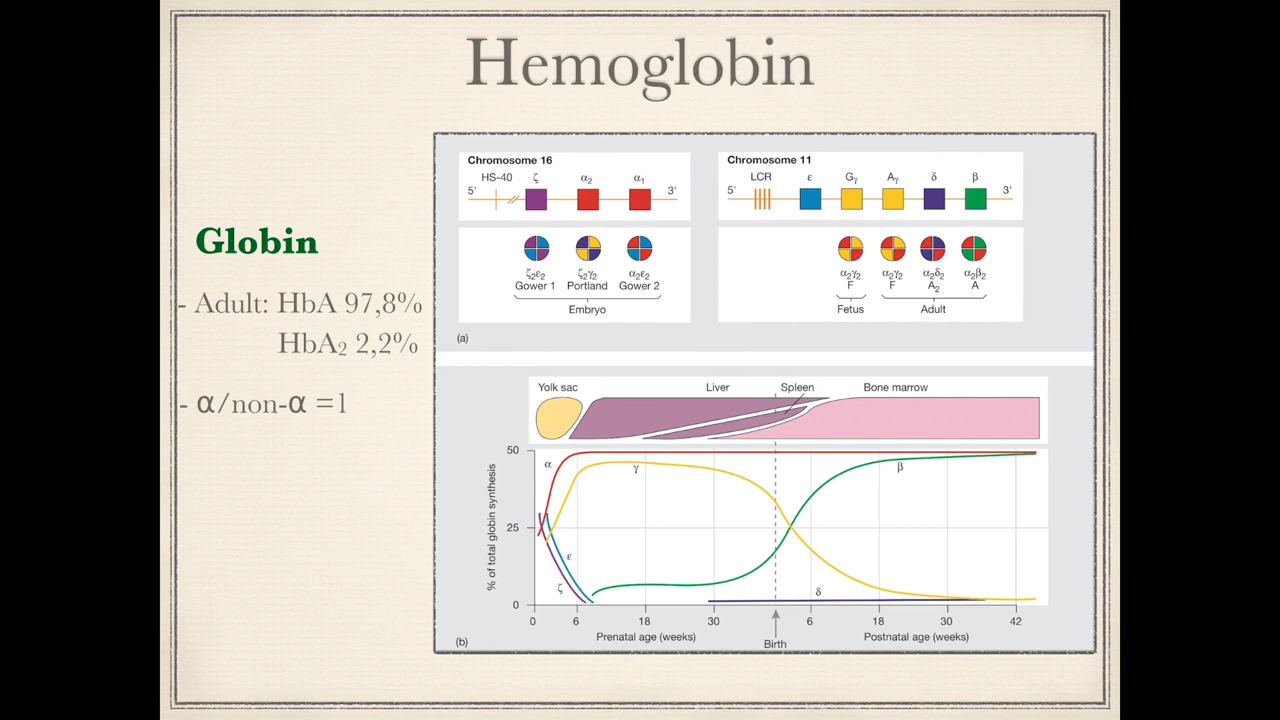 Hemoglobin
Globin
- Adult: HbA 97,8%
HbA₂ 2,2%
- α/non-α =1
Chromosome 16
HS-40 ζ α₂ α₁
5' 3'
ζ₂ε₂ ζ₂γ₂ α₂ε₂
Gower 1 Portland Gower 2
Embryo
Chromosome 11
LCR ε Gγ Aγ δ β
5' 3'
α₂γ₂ α₂γ₂ α₂δ₂ α₂β₂
F F A₂ A
Fetus Adult
(a)
Yolk sac Liver Spleen Bone marrow
% of total globin synthesis
50
25
0
α γ β
ε
ζ δ
0 6 18 30 6 18 30 42
Prenatal age (weeks) Postnatal age (weeks)
Birth
(b)